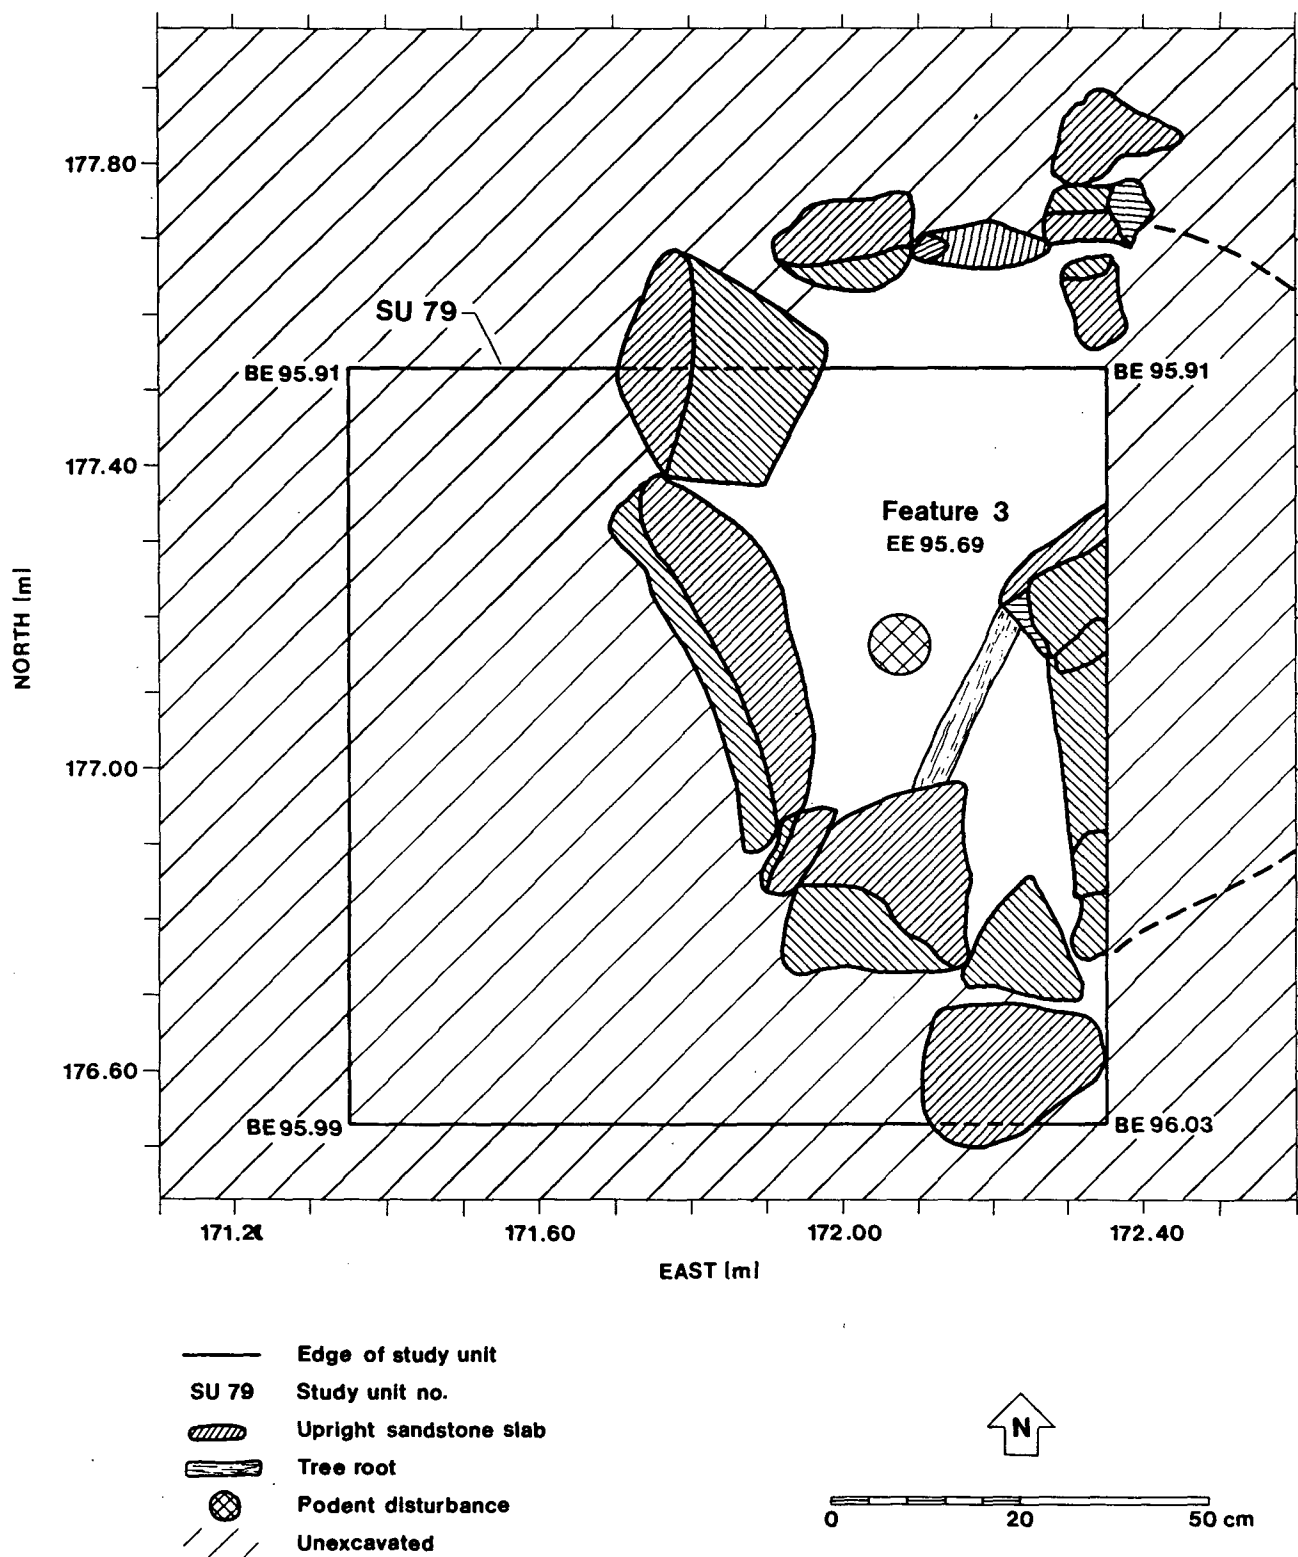 177.80
SU 79
BE 95.91
BE 95.91
177.40
Feature 3
EE 95.69
NORTH [m]
177.00
176.60
BE 95.99
BE 96.03
171.60
172.00
172.40
EAST [m]
Edge of study unit
SU 79
Study unit no.
Upright sandstone slab
Tree root
N
Podent disturbance
0
20
50 cm
Unexcavated